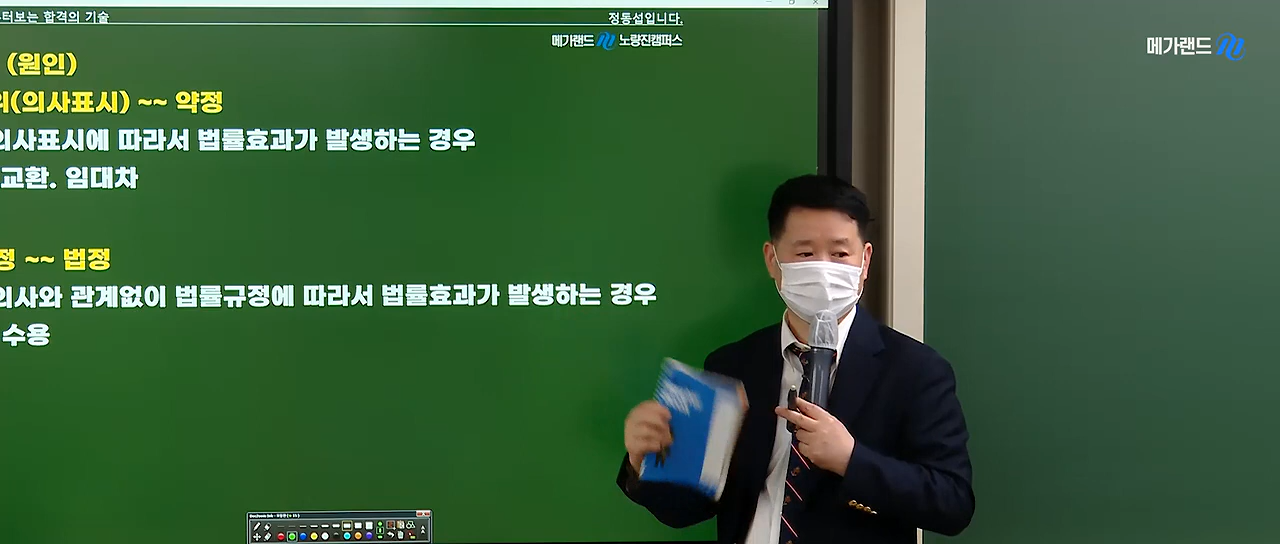 터보는 합격의 기술
정동섭입니다.
메가랜드 노량진캠퍼스
메가랜드
(원인)
위(의사표시) ~~ 약정
의사표시에 따라서 법률효과가 발생하는 경우
교환. 임대차
정 ~~ 법정
의사와 관계없이 법률규정에 따라서 법률효과가 발생하는 경우
수용